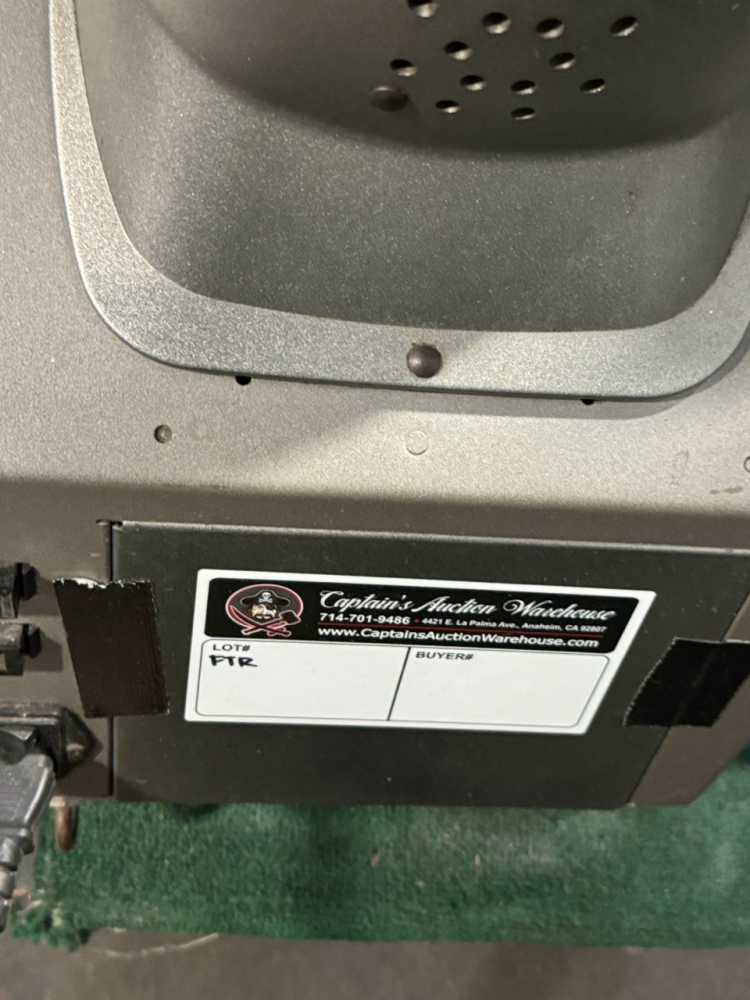 Captain's Auction Warehouse
714-701-9486 • 4421 E. La Palma Ave., Anaheim, CA 92807
www.CaptainsAuctionWarehouse.com
LOT#
BUYER#
FTR